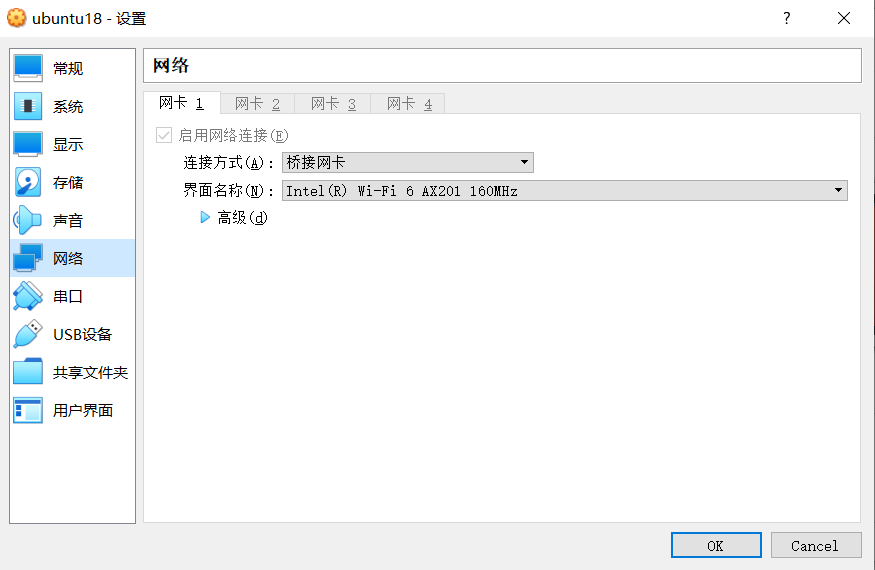 ubuntu18 - 设置
常规
系统
显示
存储
声音
网络
串口
USB设备
共享文件夹
用户界面
网络
网卡 1 网卡 2 网卡 3 网卡 4
启用网络连接(E)
连接方式(A)： 桥接网卡
界面名称(N)： Intel(R) Wi-Fi 6 AX201 160MHz
高级(d)
OK Cancel